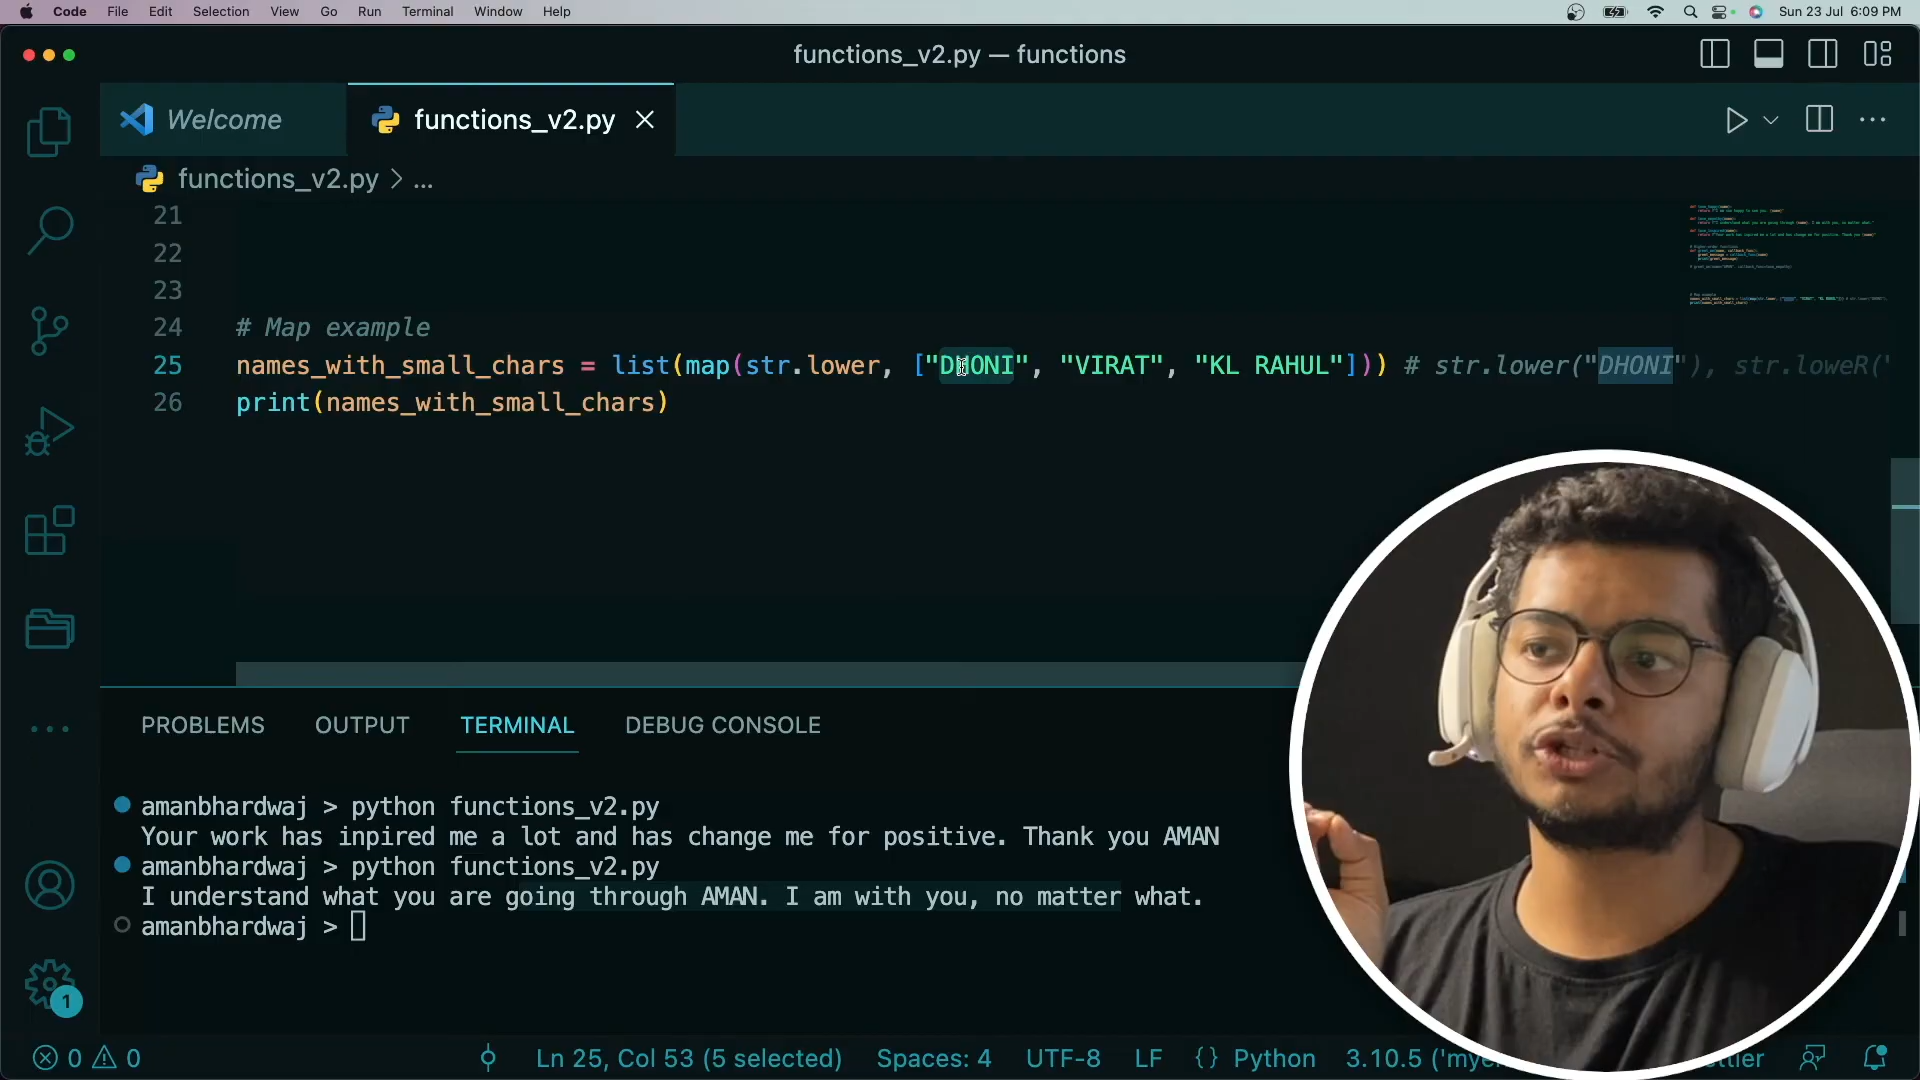 Code File Edit Selection View Go Run Terminal Window Help Sun 23 Jul 6:09 PM
functions_v2.py — functions
Welcome functions_v2.py
functions_v2.py > ...
21
22
23
24 # Map example
25 names_with_small_chars = list(map(str.lower, ["DHONI", "VIRAT", "KL RAHUL"])) # str.lower("DHONI"), str.loweR("
26 print(names_with_small_chars)
PROBLEMS OUTPUT TERMINAL DEBUG CONSOLE
amanbhardwaj > python functions_v2.py
Your work has inpired me a lot and has change me for positive. Thank you AMAN
amanbhardwaj > python functions_v2.py
I understand what you are going through AMAN. I am with you, no matter what.
amanbhardwaj >
1
0 0 Ln 25, Col 53 (5 selected) Spaces: 4 UTF-8 LF {} Python 3.10.5